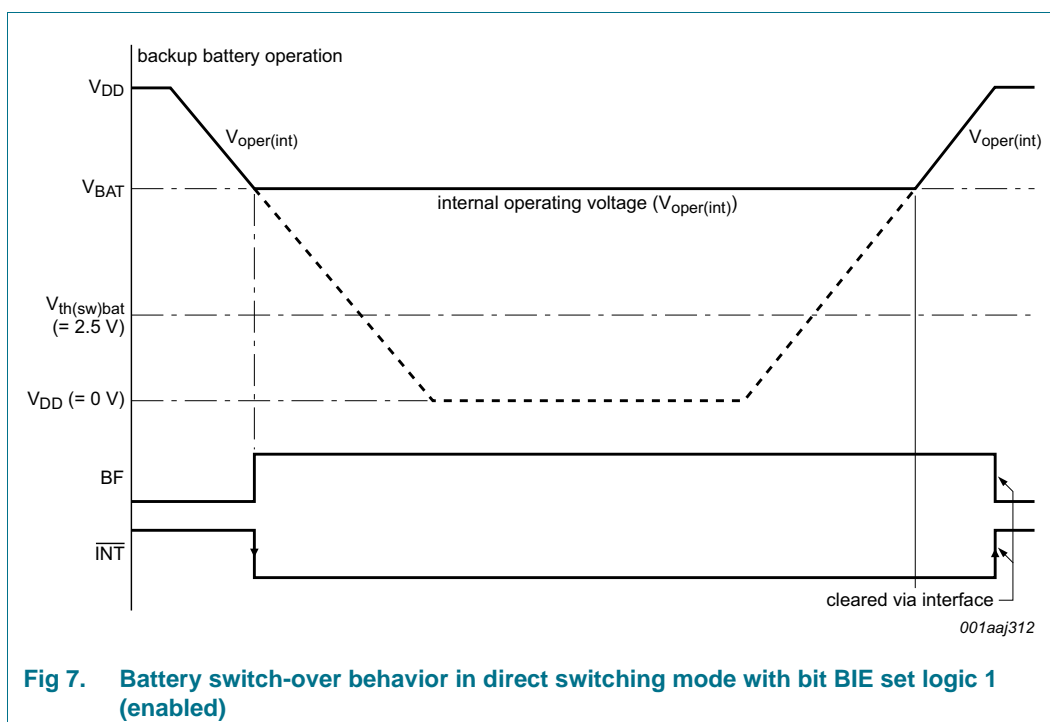 backup battery operation
VDD
Voper(int)
Voper(int)
VBAT
internal operating voltage (Voper(int))
Vth(sw)bat
(= 2.5 V)
VDD (= 0 V)
BF
INT
cleared via interface
001aaj312
Fig 7. Battery switch-over behavior in direct switching mode with bit BIE set logic 1
(enabled)